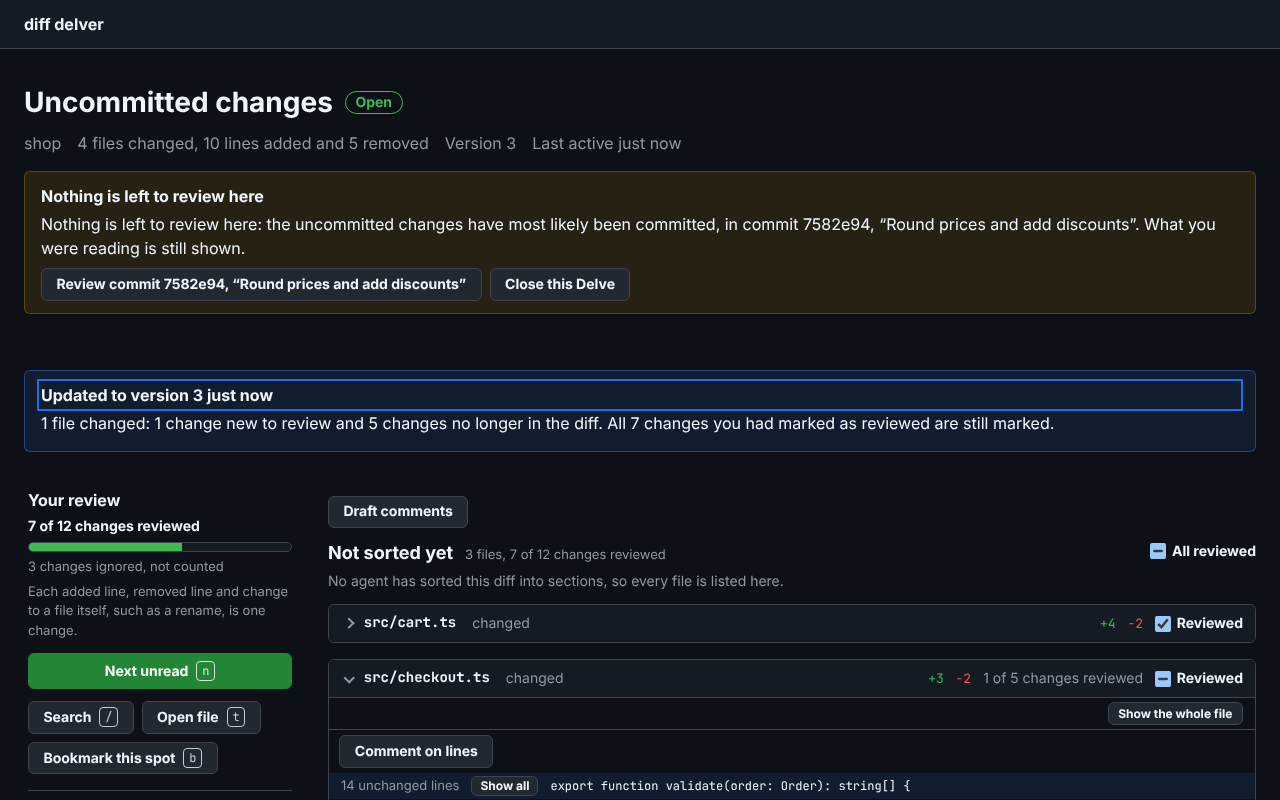 diff delver
Uncommitted changes Open
shop 4 files changed, 10 lines added and 5 removed Version 3 Last active just now
Nothing is left to review here
Nothing is left to review here: the uncommitted changes have most likely been committed, in commit 7582e94, “Round prices and add discounts”. What you
were reading is still shown.
Review commit 7582e94, “Round prices and add discounts” Close this Delve
Updated to version 3 just now
1 file changed: 1 change new to review and 5 changes no longer in the diff. All 7 changes you had marked as reviewed are still marked.
Your review
7 of 12 changes reviewed
3 changes ignored, not counted
Each added line, removed line and change
to a file itself, such as a rename, is one
change.
Next unread n
Search /
Open file t
Bookmark this spot b
Draft comments
Not sorted yet 3 files, 7 of 12 changes reviewed All reviewed
No agent has sorted this diff into sections, so every file is listed here.
src/cart.ts changed +4 -2 Reviewed
src/checkout.ts changed +3 -2 1 of 5 changes reviewed Reviewed
Show the whole file
Comment on lines
14 unchanged lines Show all export function validate(order: Order): string[] {